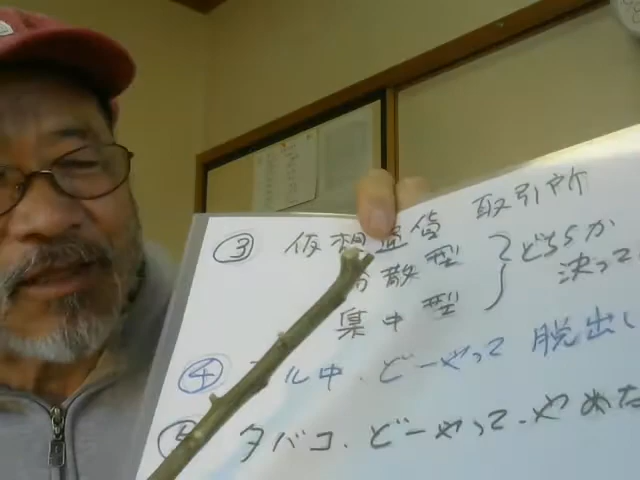 ③ 仮想通貨 取引所
分散型
集中型
どちらか
決って
④ アル中、どーやって 脱出し
⑤ タバコ、どーやって、やめた